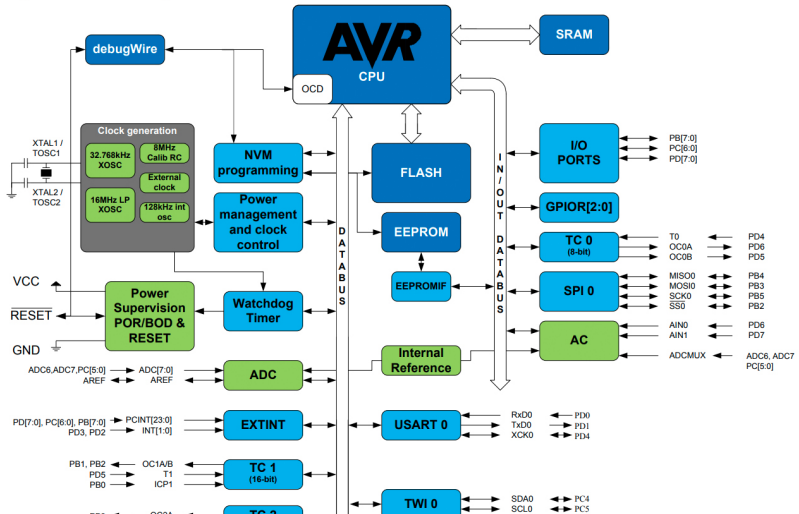 AVR
CPU
OCD
debugWire
SRAM
Clock generation
XTAL1 /
TOSC1
32.768kHz
XOSC
8MHz
Calib RC
External
clock
XTAL2 /
TOSC2
16MHz LP
XOSC
128kHz int
osc
NVM
programming
FLASH
IN/OUT
DATABUS
I/O
PORTS
PB[7:0]
PC[6:0]
PD[7:0]
Power
management
and clock
control
DATABUS
EEPROM
EEPROMIF
GPIOR[2:0]
TC 0
(8-bit)
T0 PD4
OC0A PD6
OC0B PD5
SPI 0
MISO0 PB4
MOSI0 PB3
SCK0 PB5
SS0 PB2
VCC
RESET
GND
Power
Supervision
POR/BOD &
RESET
Watchdog
Timer
Internal
Reference
AC
AIN0 PD6
AIN1 PD7
ADCMUX ADC6, ADC7
PC[5:0]
ADC6,ADC7,PC[5:0] ADC[7:0]
AREF AREF
ADC
PD[7:0], PC[6:0], PB[7:0] PCINT[23:0]
PD3, PD2 INT[1:0]
EXTINT
USART 0
RxD0 PD0
TxD0 PD1
XCK0 PD4
PB1, PB2 OC1A/B
PD5 T1
PB0 ICP1
TC 1
(16-bit)
TWI 0
SDA0 PC4
SCL0 PC5
TC 2